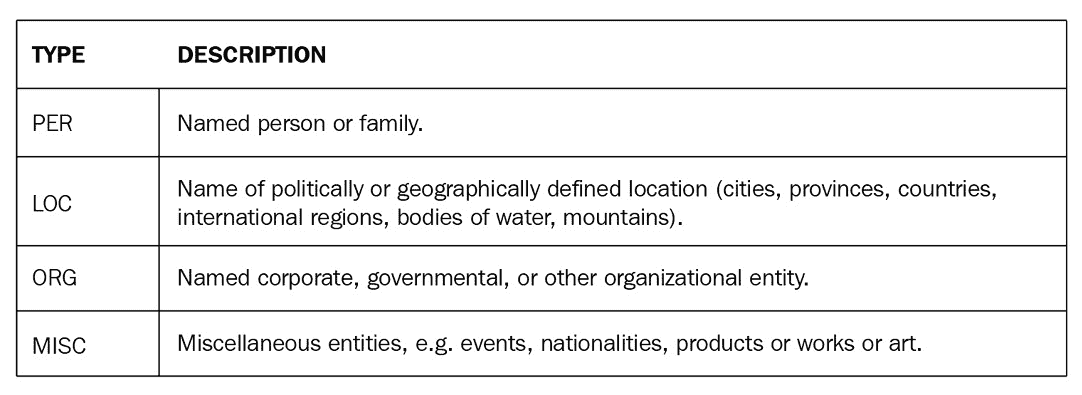 TYPE DESCRIPTION
PER Named person or family.
LOC Name of politically or geographically defined location (cities, provinces, countries,
international regions, bodies of water, mountains).
ORG Named corporate, governmental, or other organizational entity.
MISC Miscellaneous entities, e.g. events, nationalities, products or works or art.